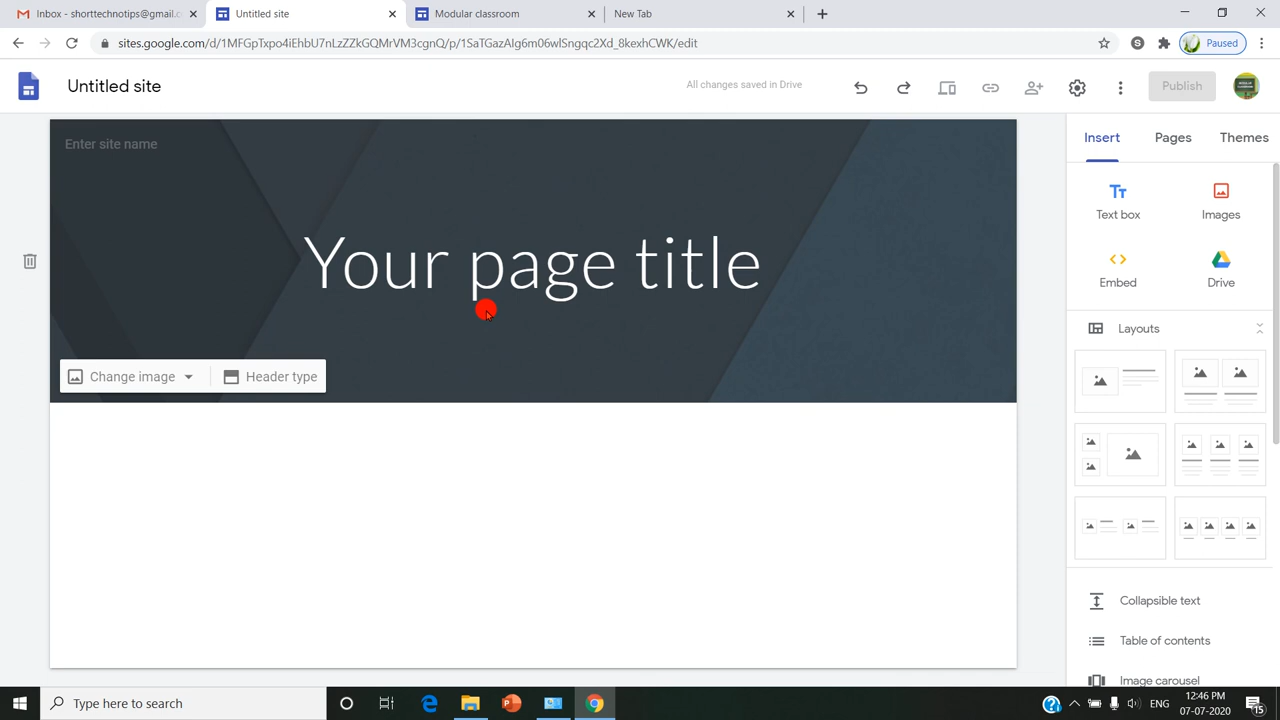 Inbox - shorttechnotips@gmail.c
Untitled site
Modular classroom
New Tab
sites.google.com/d/1MFGpTxpo4iEhbU7nLzZZkGQMrVM3cgnQ/p/1SaTGazAIg6m06wlSngqc2Xd_8kexhCWK/edit
S
Paused
Untitled site
All changes saved in Drive
Publish
Enter site name
Your page title
Change image
Header type
Insert
Pages
Themes
Text box
Images
Embed
Drive
Layouts
Collapsible text
Table of contents
Image carousel
Type here to search
ENG
12:46 PM
07-07-2020
15